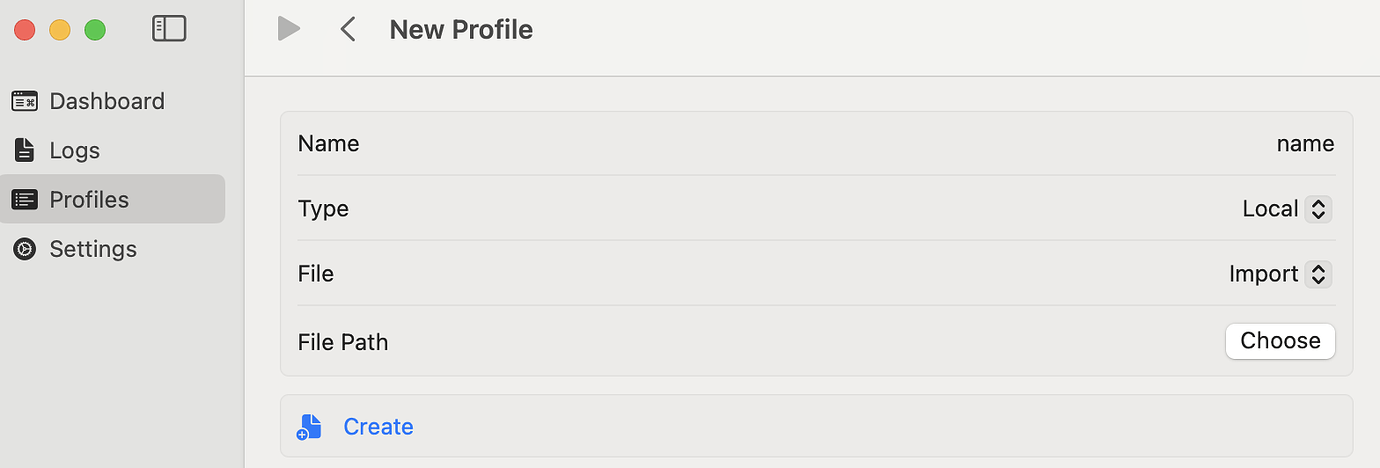 New Profile
Dashboard
Logs
Profiles
Settings
Name name
Type Local
File Import
File Path Choose
Create